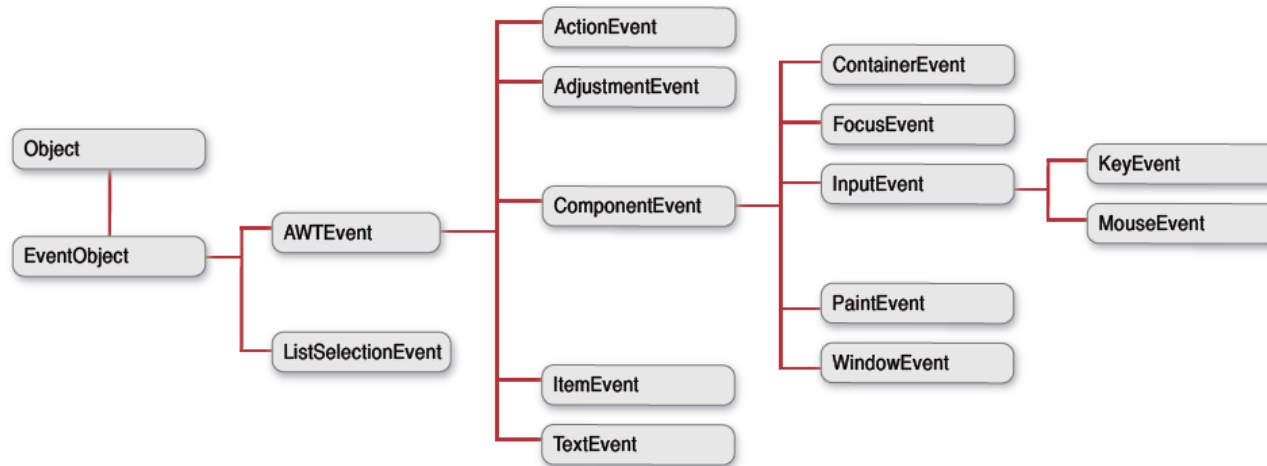 Object
EventObject
AWTEvent
ListSelectionEvent
ActionEvent
AdjustmentEvent
ComponentEvent
ItemEvent
TextEvent
ContainerEvent
FocusEvent
InputEvent
PaintEvent
WindowEvent
KeyEvent
MouseEvent